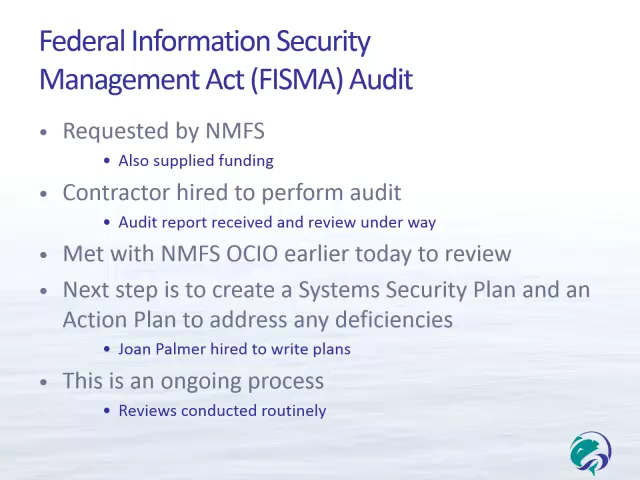 Federal Information Security
Management Act (FISMA) Audit
• Requested by NMFS
• Also supplied funding
• Contractor hired to perform audit
• Audit report received and review under way
• Met with NMFS OCIO earlier today to review
• Next step is to create a Systems Security Plan and an
Action Plan to address any deficiencies
• Joan Palmer hired to write plans
• This is an ongoing process
• Reviews conducted routinely